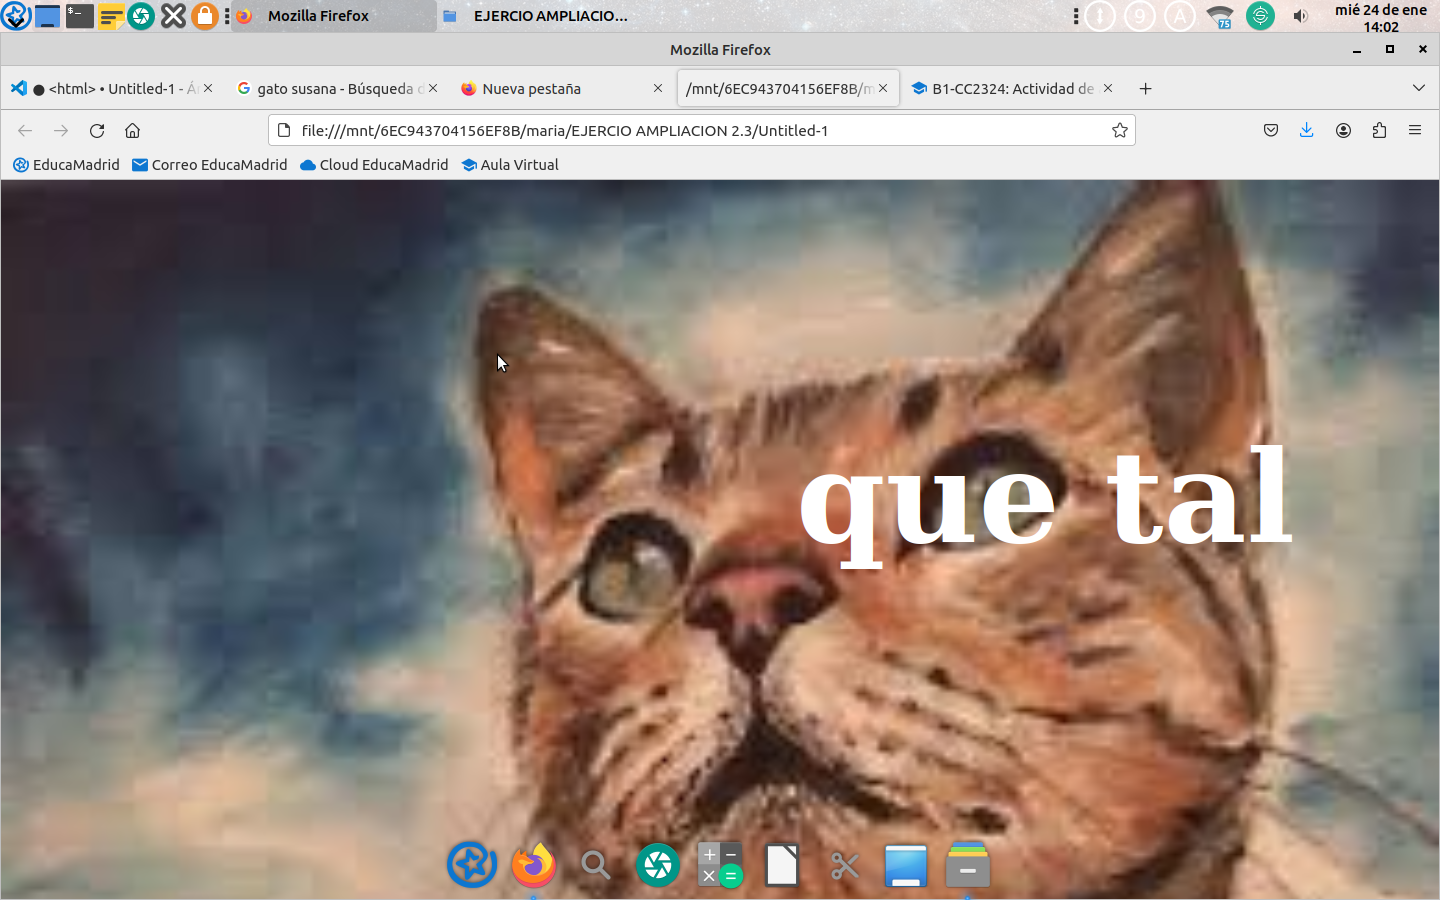 Mozilla Firefox
EJERCIO AMPLIACIO...
9
A
75
mié 24 de ene
14:02
Mozilla Firefox
● <html> • Untitled-1 - Á
gato susana - Búsqueda d
Nueva pestaña
/mnt/6EC943704156EF8B/m
B1-CC2324: Actividad de
file:///mnt/6EC943704156EF8B/maria/EJERCIO AMPLIACION 2.3/Untitled-1
EducaMadrid
Correo EducaMadrid
Cloud EducaMadrid
Aula Virtual
que tal